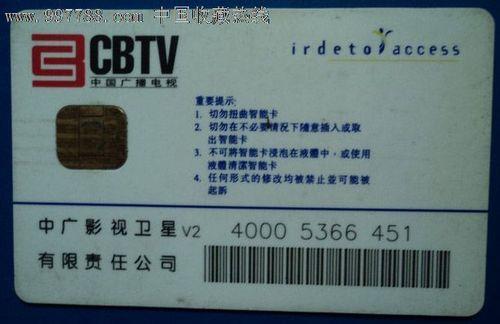 www.997788.com 中国收藏热线
CBTV
中国广播电视
irdeto access
重要提示:
1. 切勿扭曲智能卡
2. 切勿在不必要情況下隨意插入或取
出智能卡
3. 不可將智能卡浸泡在液體中，或使用
液體清潔智能卡
4. 任何形式的修改均被禁止並可能被
起訴
中广影视卫星V2 4000 5366 451
有限责任公司